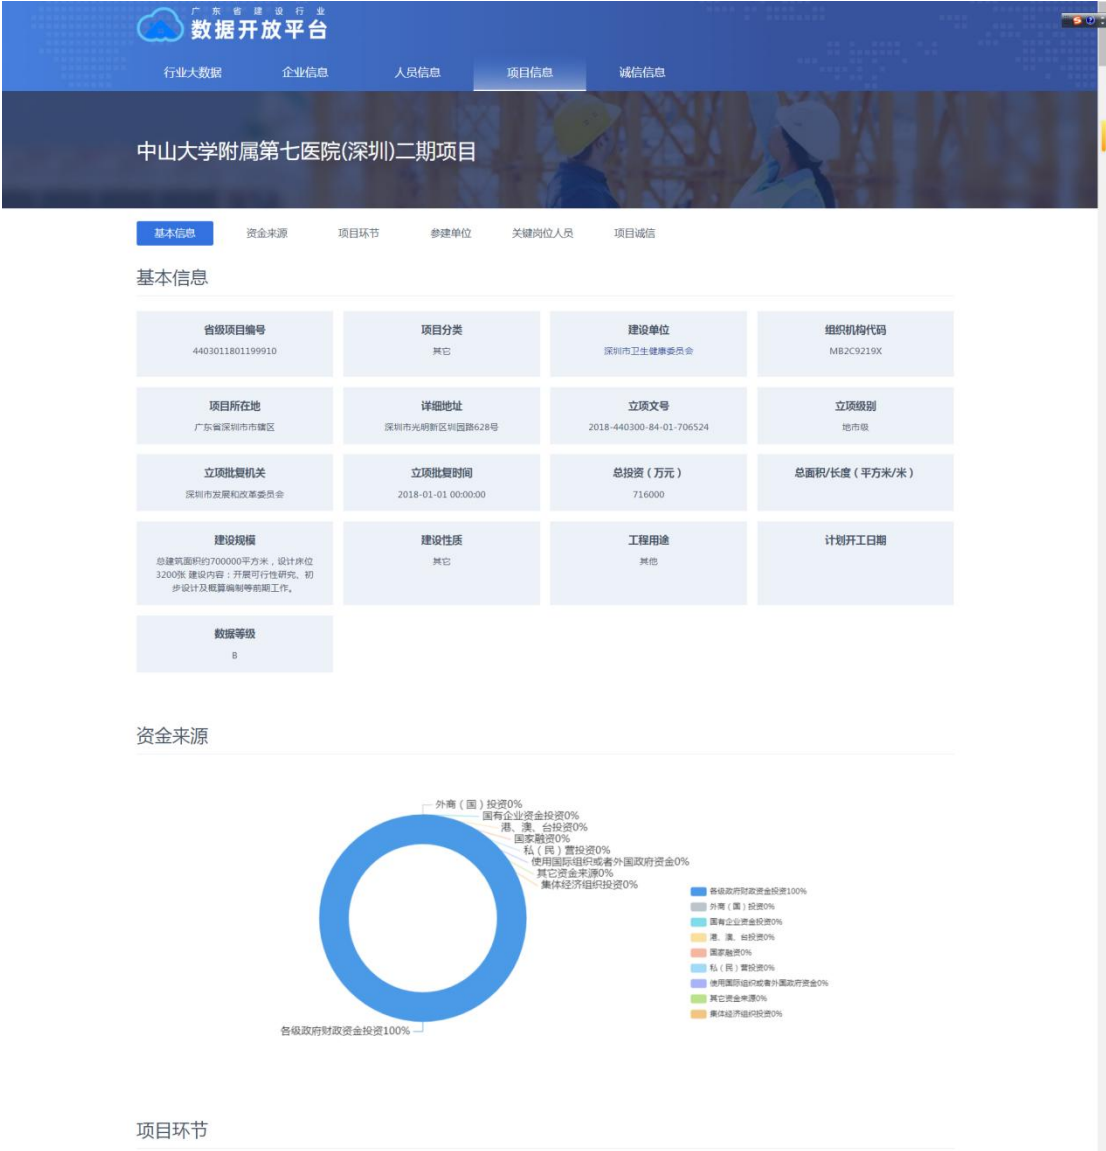 广东省建设行业
数据开放平台
行业大数据 企业信息 人员信息 项目信息 诚信信息
中山大学附属第七医院(深圳)二期项目
基本信息 资金来源 项目环节 参建单位 关键岗位人员 项目诚信
基本信息
省级项目编号 项目分类 建设单位 组织机构代码
4403011801199910 其它 深圳市卫生健康委员会 MB2C9219X
项目所在地 详细地址 立项文号 立项级别
广东省深圳市市辖区 深圳市光明新区圳园路628号 2018-440300-84-01-706524 地市级
立项批复机关 立项批复时间 总投资（万元） 总面积/长度（平方米/米）
深圳市发展和改革委员会 2018-01-01 00:00:00 716000
建设规模 建设性质 工程用途 计划开工日期
总建筑面积约700000平方米，设计床位 其它 其他
3200张 建设内容：开展可行性研究、初
步设计及概算编制等前期工作。
数据等级
B
资金来源
外商（国）投资0%
国有企业资金投资0%
港、澳、台投资0%
国家融资0%
私（民）营投资0%
使用国际组织或者外国政府资金0%
其它资金来源0%
集体经济组织投资0%
各级政府财政资金投资100%
外商（国）投资0%
国有企业资金投资0%
港、澳、台投资0%
国家融资0%
私（民）营投资0%
使用国际组织或者外国政府资金0%
其它资金来源0%
集体经济组织投资0%
各级政府财政资金投资100%
项目环节